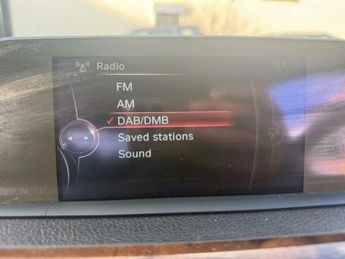 Radio
FM
AM
DAB/DMB
Saved stations
Sound